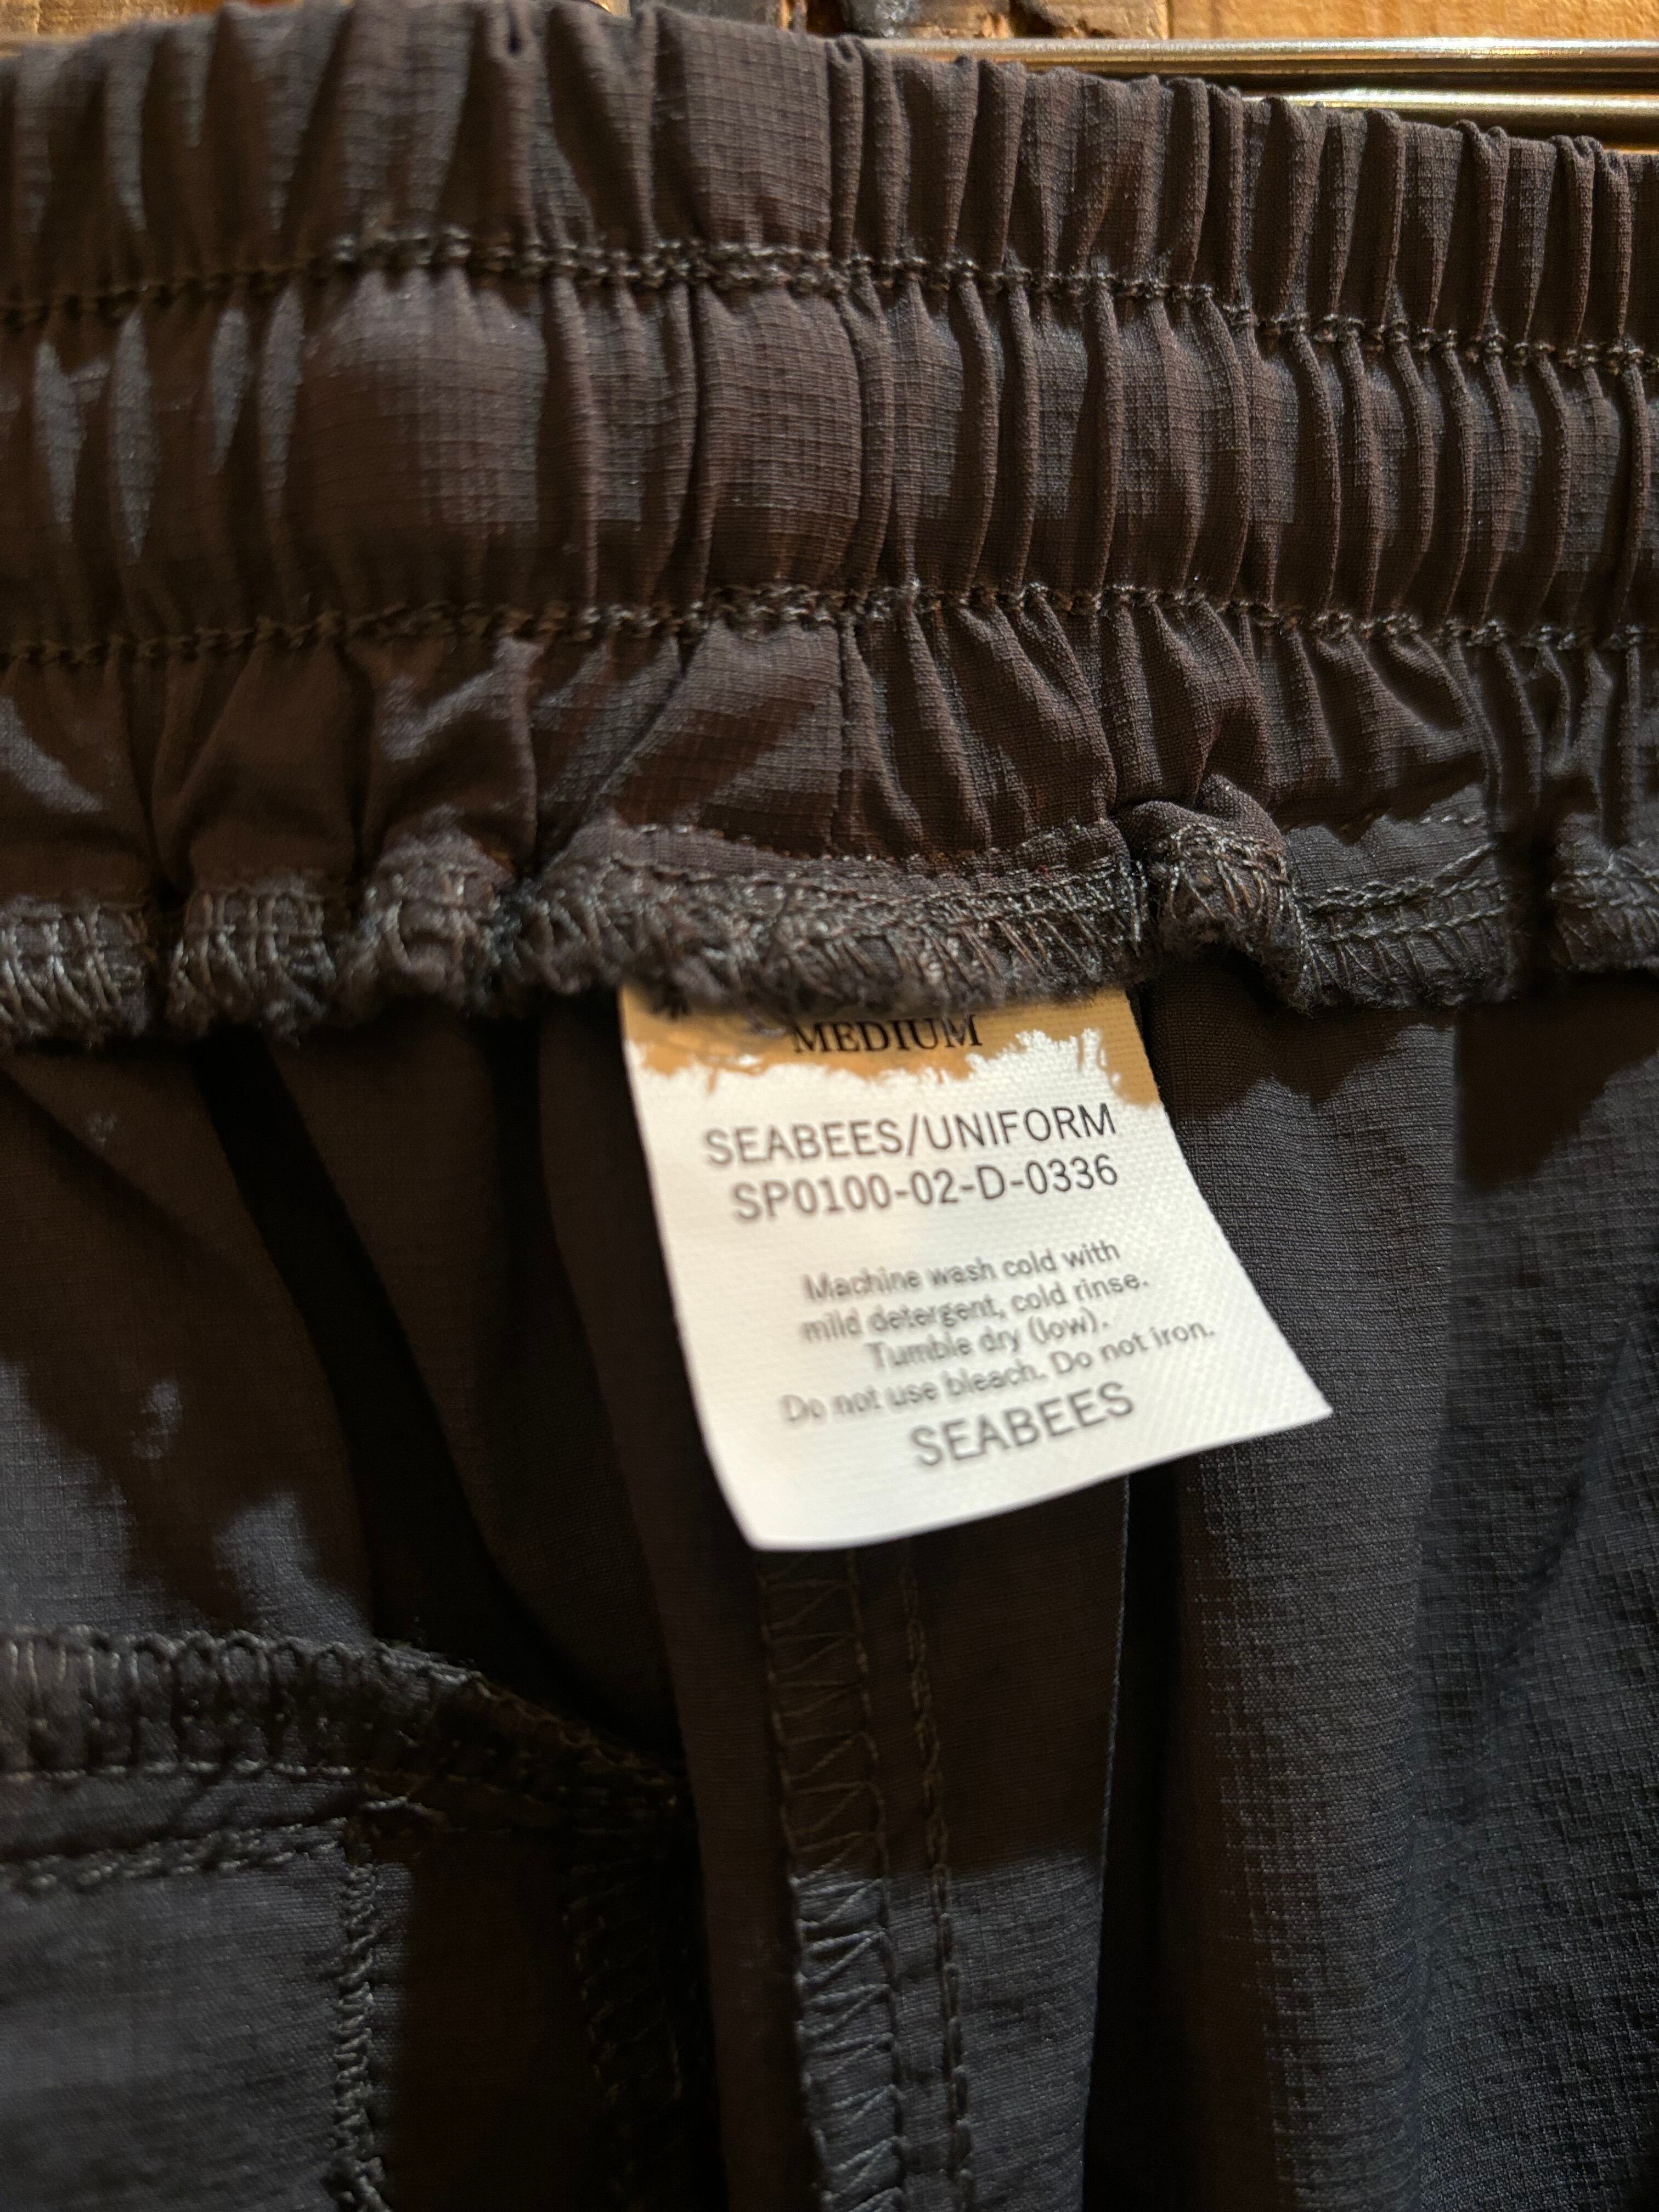 MEDIUM
SEABEES/UNIFORM
SP0100-02-D-0336
Machine wash cold with
mild detergent, cold rinse.
Tumble dry (low).
Do not use bleach. Do not iron.
SEABEES